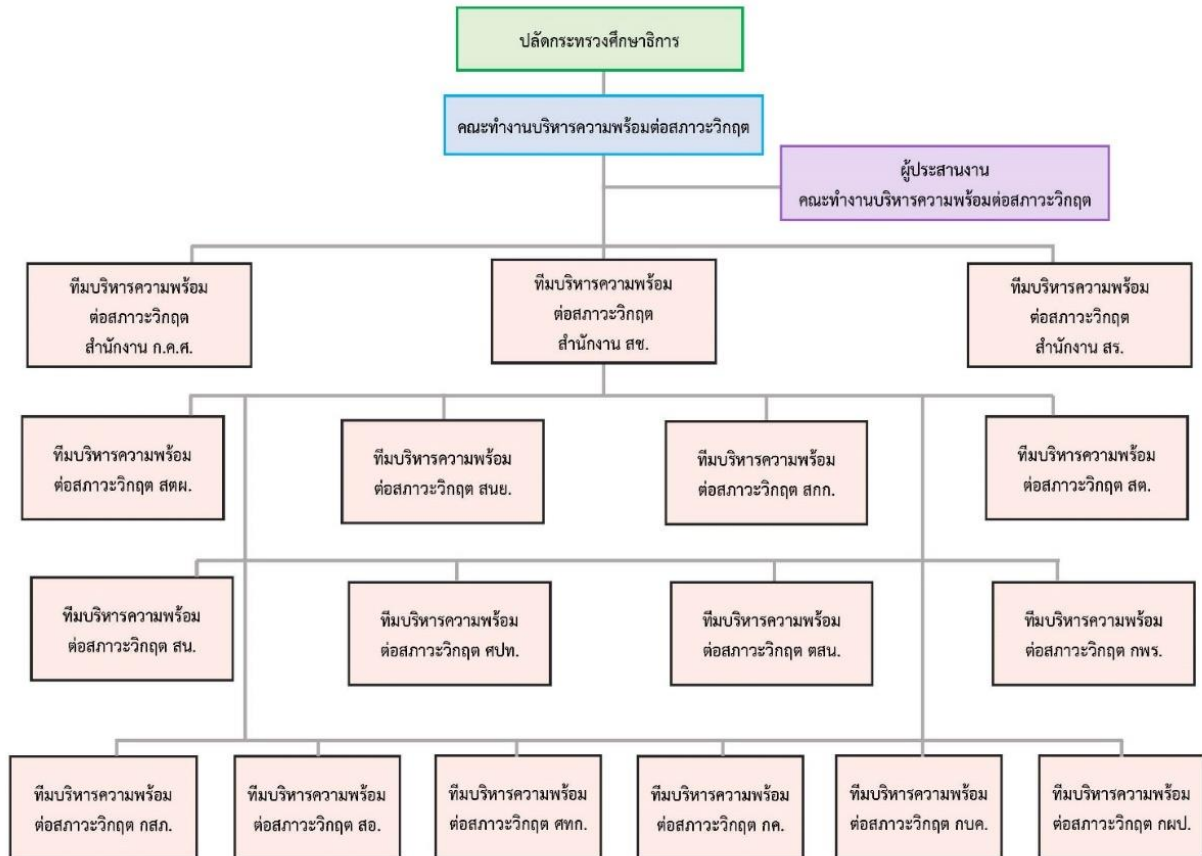 ปลัดกระทรวงศึกษาธิการ
คณะทำงานบริหารความพร้อมต่อสภาวะวิกฤต
ผู้ประสานงาน
คณะทำงานบริหารความพร้อมต่อสภาวะวิกฤต
ทีมบริหารความพร้อม
ต่อสภาวะวิกฤต
สำนักงาน ก.ค.ศ.
ทีมบริหารความพร้อม
ต่อสภาวะวิกฤต
สำนักงาน สช.
ทีมบริหารความพร้อม
ต่อสภาวะวิกฤต
สำนักงาน สร.
ทีมบริหารความพร้อม
ต่อสภาวะวิกฤต สตผ.
ทีมบริหารความพร้อม
ต่อสภาวะวิกฤต สนย.
ทีมบริหารความพร้อม
ต่อสภาวะวิกฤต สกก.
ทีมบริหารความพร้อม
ต่อสภาวะวิกฤต สต.
ทีมบริหารความพร้อม
ต่อสภาวะวิกฤต สน.
ทีมบริหารความพร้อม
ต่อสภาวะวิกฤต ศปท.
ทีมบริหารความพร้อม
ต่อสภาวะวิกฤต ตสน.
ทีมบริหารความพร้อม
ต่อสภาวะวิกฤต กพร.
ทีมบริหารความพร้อม
ต่อสภาวะวิกฤต กสภ.
ทีมบริหารความพร้อม
ต่อสภาวะวิกฤต สอ.
ทีมบริหารความพร้อม
ต่อสภาวะวิกฤต ศทก.
ทีมบริหารความพร้อม
ต่อสภาวะวิกฤต กค.
ทีมบริหารความพร้อม
ต่อสภาวะวิกฤต กบค.
ทีมบริหารความพร้อม
ต่อสภาวะวิกฤต กผป.